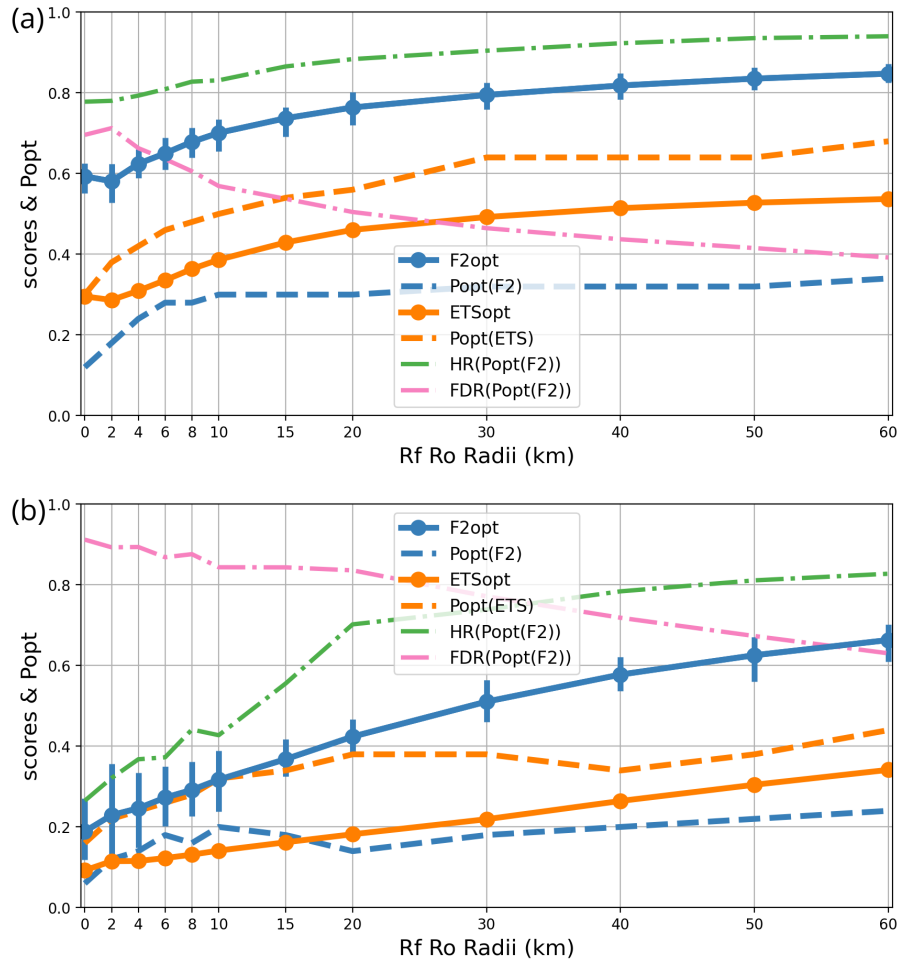 (a)
1.0
0.8
0.6
0.4
0.2
0.0
scores & Popt
F2opt
Popt(F2)
ETSopt
Popt(ETS)
HR(Popt(F2))
FDR(Popt(F2))
0 2 4 6 8 10 15 20 30 40 50 60
Rf Ro Radii (km)
(b)
1.0
0.8
0.6
0.4
0.2
0.0
scores & Popt
F2opt
Popt(F2)
ETSopt
Popt(ETS)
HR(Popt(F2))
FDR(Popt(F2))
0 2 4 6 8 10 15 20 30 40 50 60
Rf Ro Radii (km)